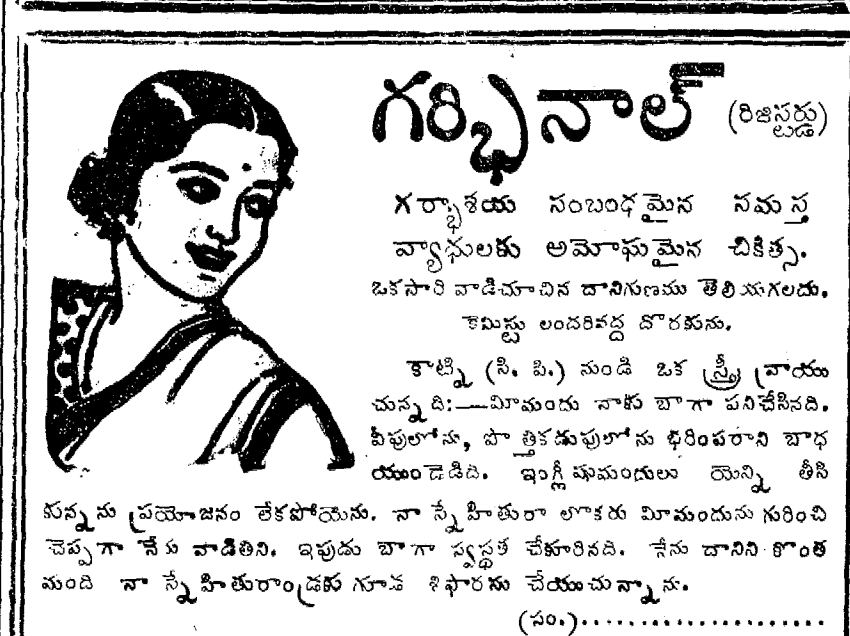 గర్భినాల్ (రిజిస్టర్డు)
గర్భాశయ సంబంధమైన సమస్త
వ్యాధులకు అమోఘమైన చికిత్స.
ఒకసారి వాడిచూచిన దానిగుణము తెలియగలదు.
కెమిస్టు లందరివద్ద దొరకును.
కాట్ని (సి. పి.) నుండి ఒక స్త్రీ వ్రాయు
చున్నది:—మీమందు నాకు బాగా పనిచేసినది.
వీపులోను, పొత్తికడుపులోను భరింపరాని బాధ
యుండెడిది. ఇంగ్లీషుమందులు యెన్ని తీసి
కున్నను ప్రయోజనం లేకపోయెను. నా స్నేహితురా లొకరు మీమందును గురించి
చెప్పగా నేను వాడితిని. ఇపుడు బాగా స్వస్థత చేకూరినది. నేను దానిని కొంత
మంది నా స్నేహితురాండ్రకు గూడ శిఫారసు చేయుచున్నాను.
(సం.).....................